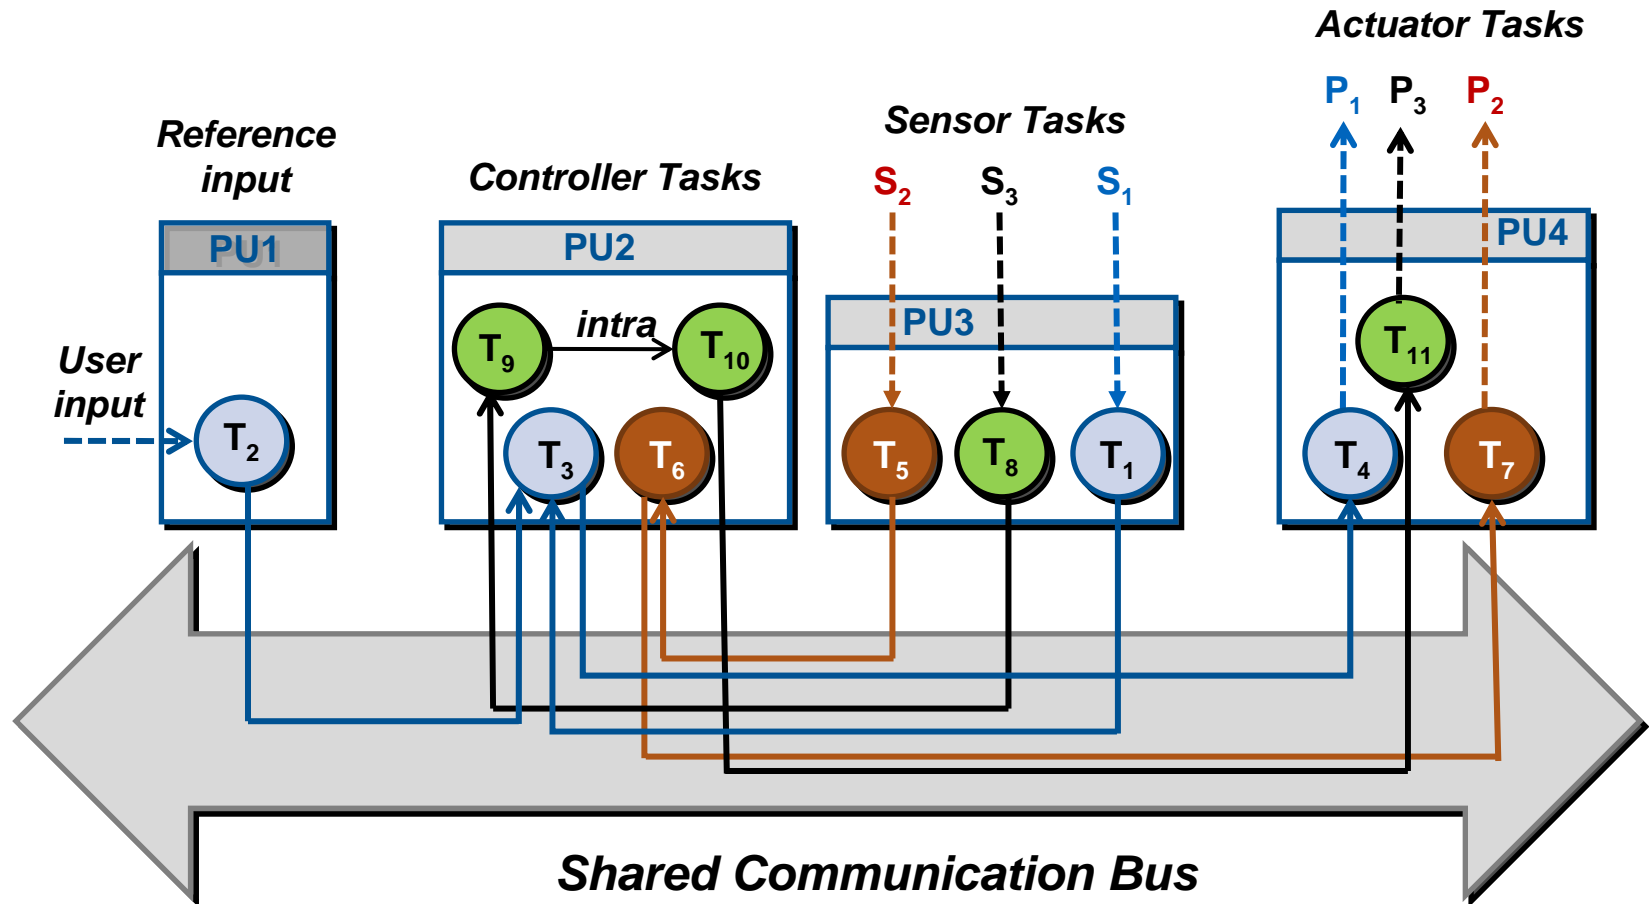 Actuator Tasks
P1 P3 P2
Reference
input
Sensor Tasks
Controller Tasks
S2 S3 S1
PU1
PU2
PU3
PU4
User
input
T9 intra T10
T11
T2
T3 T6
T5 T8 T1
T4 T7
Shared Communication Bus